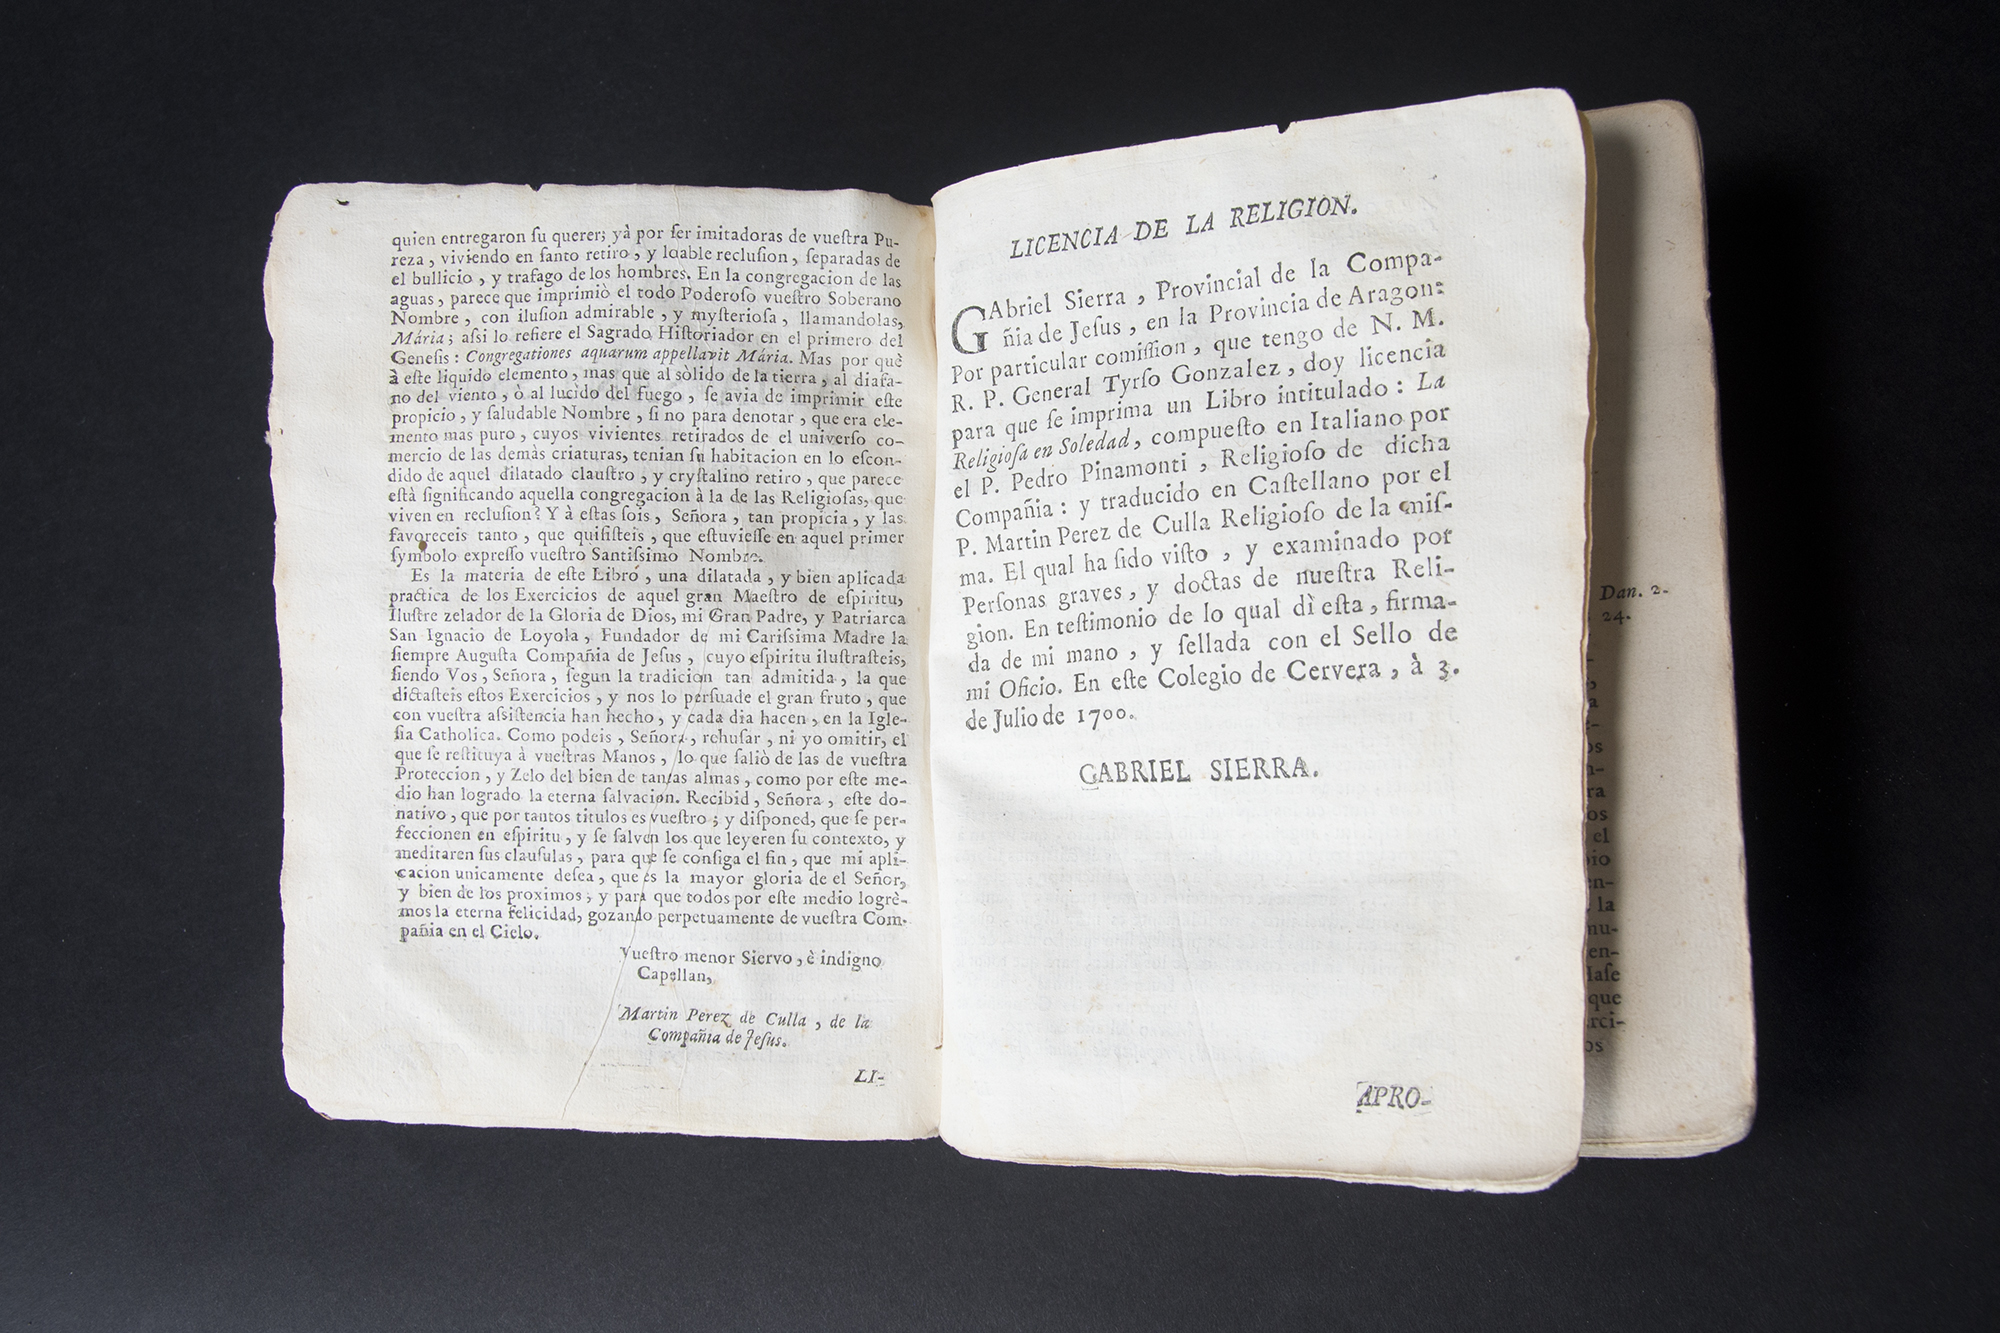 quien entregaron ſu querer; yà por ſer imitadoras de vueſtra Pu-
reza, viviendo en ſanto retiro, y loable recluſion, ſeparadas de
el bullicio, y trafago de los hombres. En la congregacion de las
aguas, parece que imprimiò el todo Poderoſo vueſtro Soberano
Nombre, con iluſion admirable, y myſterioſa, llamandolas,
Mária; aſsi lo refiere el Sagrado Hiſtoriador en el primero del
Geneſis: Congregationes aquarum appellavit Mária. Mas por què
à eſte liquido elemento, mas que al sòlido de la tierra, al diafa-
no del viento, ò al lucido del fuego, ſe avia de imprimir eſte
propicio, y ſaludable Nombre, ſi no para denotar, que era ele-
mento mas puro, cuyos vivientes retirados de el univerſo co-
mercio de las demàs criaturas, tenian ſu habitacion en lo eſcon-
dido de aquel dilatado clauſtro, y cryſtalino retiro, que parece
eſtà ſignificando aquella congregacion à la de las Religioſas, que
viven en recluſion? Y à eſtas ſois, Señora, tan propicia, y las
favoreceis tanto, que quiſiſteis, que eſtuvieſſe en aquel primer
ſymbolo expreſſo vueſtro Santiſsimo Nombre.
Es la materia de eſte Libro, una dilatada, y bien aplicada
practica de los Exercicios de aquel gran Maeſtro de eſpiritu,
Iluſtre zelador de la Gloria de Dios, mi Gran Padre, y Patriarca
San Ignacio de Loyola, Fundador de mi Cariſsima Madre la
ſiempre Auguſta Compañia de Jeſus, cuyo eſpiritu iluſtraſteis,
ſiendo Vos, Señora, ſegun la tradicion tan admitida, la que
dictaſteis eſtos Exercicios, y nos lo perſuade el gran fruto, que
con vueſtra aſsiſtencia han hecho, y cada dia hacen, en la Igle-
ſia Catholica. Como podeis, Señora, rehuſar, ni yo omitir, el
que ſe reſtituya à vueſtras Manos, lo que ſaliò de las de vueſtra
Proteccion, y Zelo del bien de tantas almas, como por eſte me-
dio han logrado la eterna ſalvacion. Recibid, Señora, eſte do-
nativo, que por tantos titulos es vueſtro; y diſponed, que ſe per-
feccionen en eſpiritu, y ſe ſalven los que leyeren ſu contexto, y
meditaren ſus clauſulas, para que ſe conſiga el fin, que mi apli-
cacion unicamente deſea, que es la mayor gloria de el Señor,
y bien de los proximos; y para que todos por eſte medio logrè-
mos la eterna felicidad, gozando perpetuamente de vueſtra Com-
pañia en el Cielo.
Vueſtro menor Siervo, è indigno
Capellan,
Martin Perez de Culla, de la
Compañia de Jeſus.
LI-
LICENCIA DE LA RELIGION.
GAbriel Sierra, Provincial de la Compa-
ñia de Jeſus, en la Provincia de Aragon:
Por particular comiſſion, que tengo de N. M.
R. P. General Tyrſo Gonzalez, doy licencia
para que ſe imprima un Libro intitulado: La
Religioſa en Soledad, compueſto en Italiano por
el P. Pedro Pinamonti, Religioſo de dicha
Compañia: y traducido en Caſtellano por el
P. Martin Perez de Culla Religioſo de la miſ-
ma. El qual ha ſido viſto, y examinado por
Perſonas graves, y doctas de nueſtra Reli-
gion. En teſtimonio de lo qual dì eſta, firma-
da de mi mano, y ſellada con el Sello de
mi Oficio. En eſte Colegio de Cervera, à 3.
de Julio de 1700.
GABRIEL SIERRA.
APRO-
Dan. 2.
24.